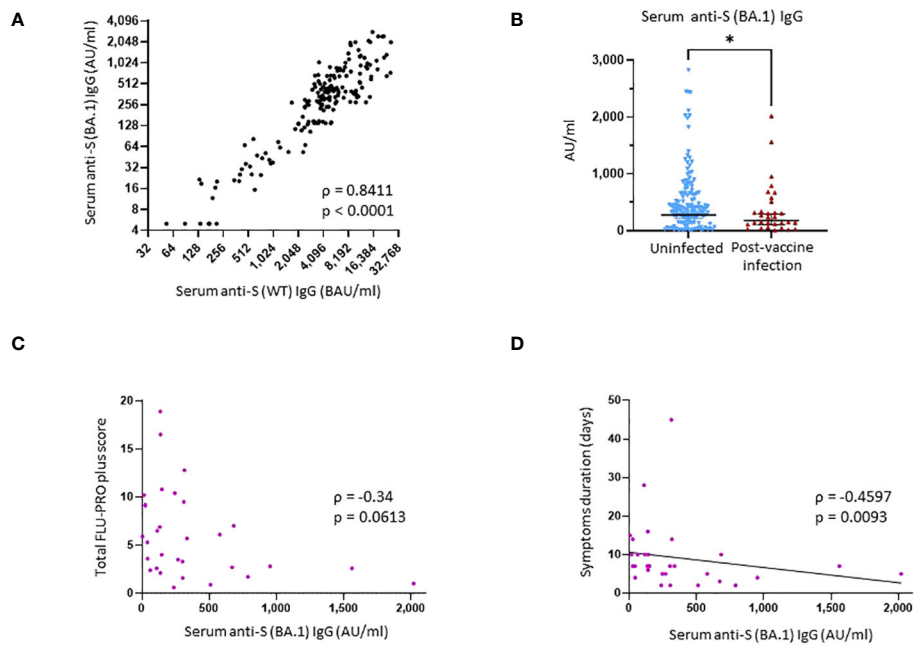 A
Serum anti-S (BA.1) IgG (AU/ml)
4,096
2,048
1,024
512
256
128
64
32
16
8
4
ρ = 0.8411
p < 0.0001
32
64
128
256
512
1,024
2,048
4,096
8,192
16,384
32,768
Serum anti-S (WT) IgG (BAU/ml)
B
Serum anti-S (BA.1) IgG
*
AU/ml
3,000
2,000
1,000
0
Uninfected
Post-vaccine
infection
C
Total FLU-PRO plus score
20
15
10
5
0
ρ = -0.34
p = 0.0613
0
500
1,000
1,500
2,000
Serum anti-S (BA.1) IgG (AU/ml)
D
Symptoms duration (days)
50
40
30
20
10
0
ρ = -0.4597
p = 0.0093
0
500
1,000
1,500
2,000
Serum anti-S (BA.1) IgG (AU/ml)